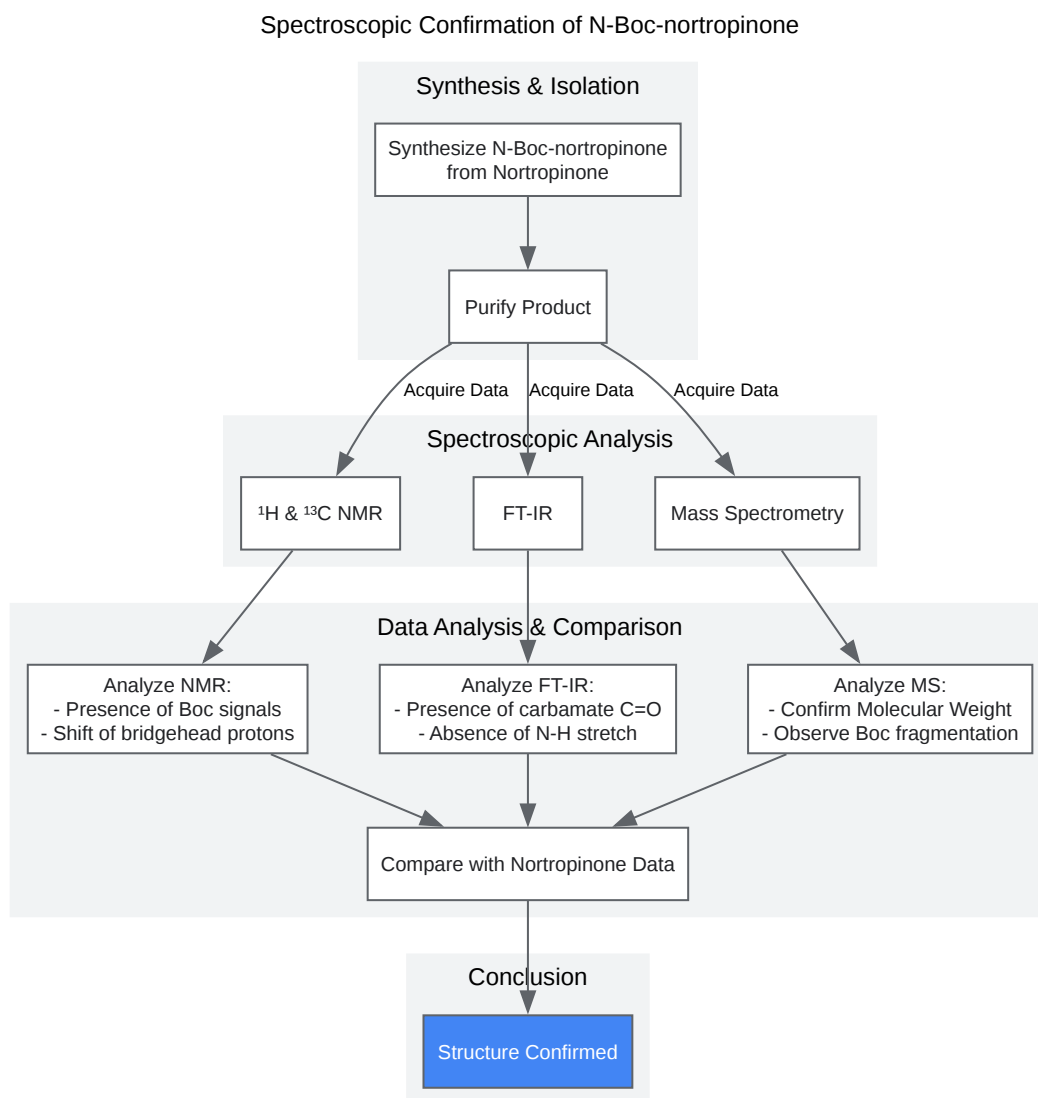 Spectroscopic Confirmation of N-Boc-nortropinone
Synthesis & Isolation
Synthesize N-Boc-nortropinone
from Nortropinone
Purify Product
Acquire Data
Acquire Data
Acquire Data
Spectroscopic Analysis
¹H & ¹³C NMR
FT-IR
Mass Spectrometry
Data Analysis & Comparison
Analyze NMR:
- Presence of Boc signals
- Shift of bridgehead protons
Analyze FT-IR:
- Presence of carbamate C=O
- Absence of N-H stretch
Analyze MS:
- Confirm Molecular Weight
- Observe Boc fragmentation
Compare with Nortropinone Data
Conclusion
Structure Confirmed